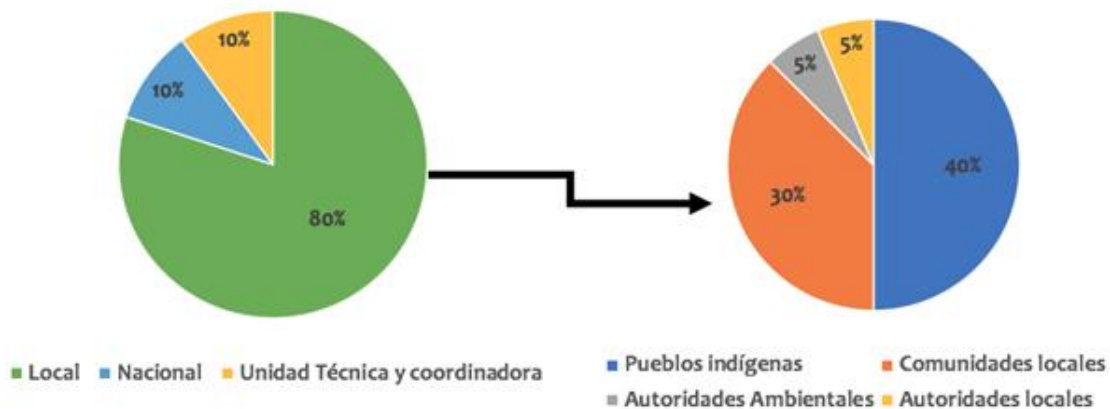 10%
10%
80%
5%
5%
40%
30%
Local Nacional Unidad Técnica y coordinadora
Pueblos indígenas Comunidades locales
Autoridades Ambientales Autoridades locales